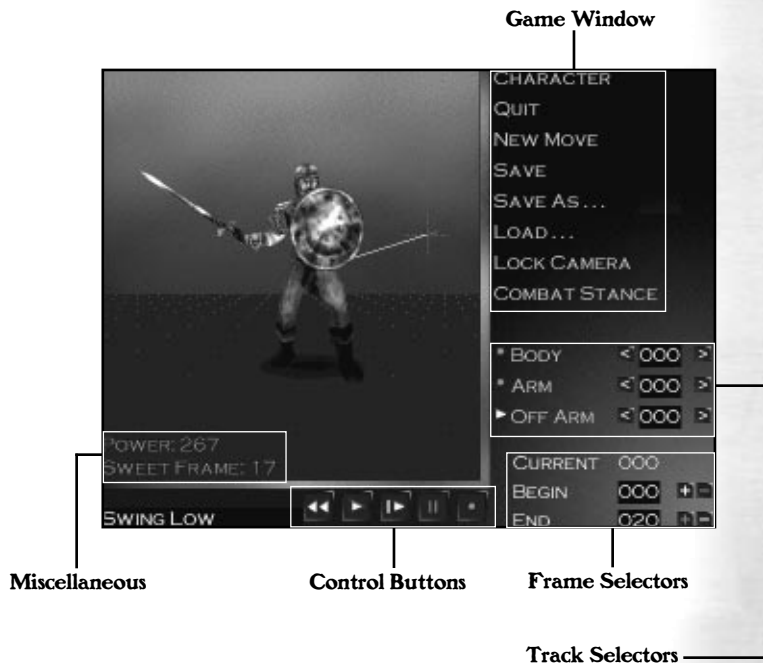 Game Window
CHARACTER
QUIT
NEW MOVE
SAVE
SAVE AS...
LOAD...
LOCK CAMERA
COMBAT STANCE
BODY < 000 >
ARM < 000 >
OFF ARM < 000 >
POWER: 267
SWEET FRAME: 17
CURRENT 000
BEGIN 000 + -
END 020 + -
SWING LOW
Miscellaneous
Control Buttons
Frame Selectors
Track Selectors